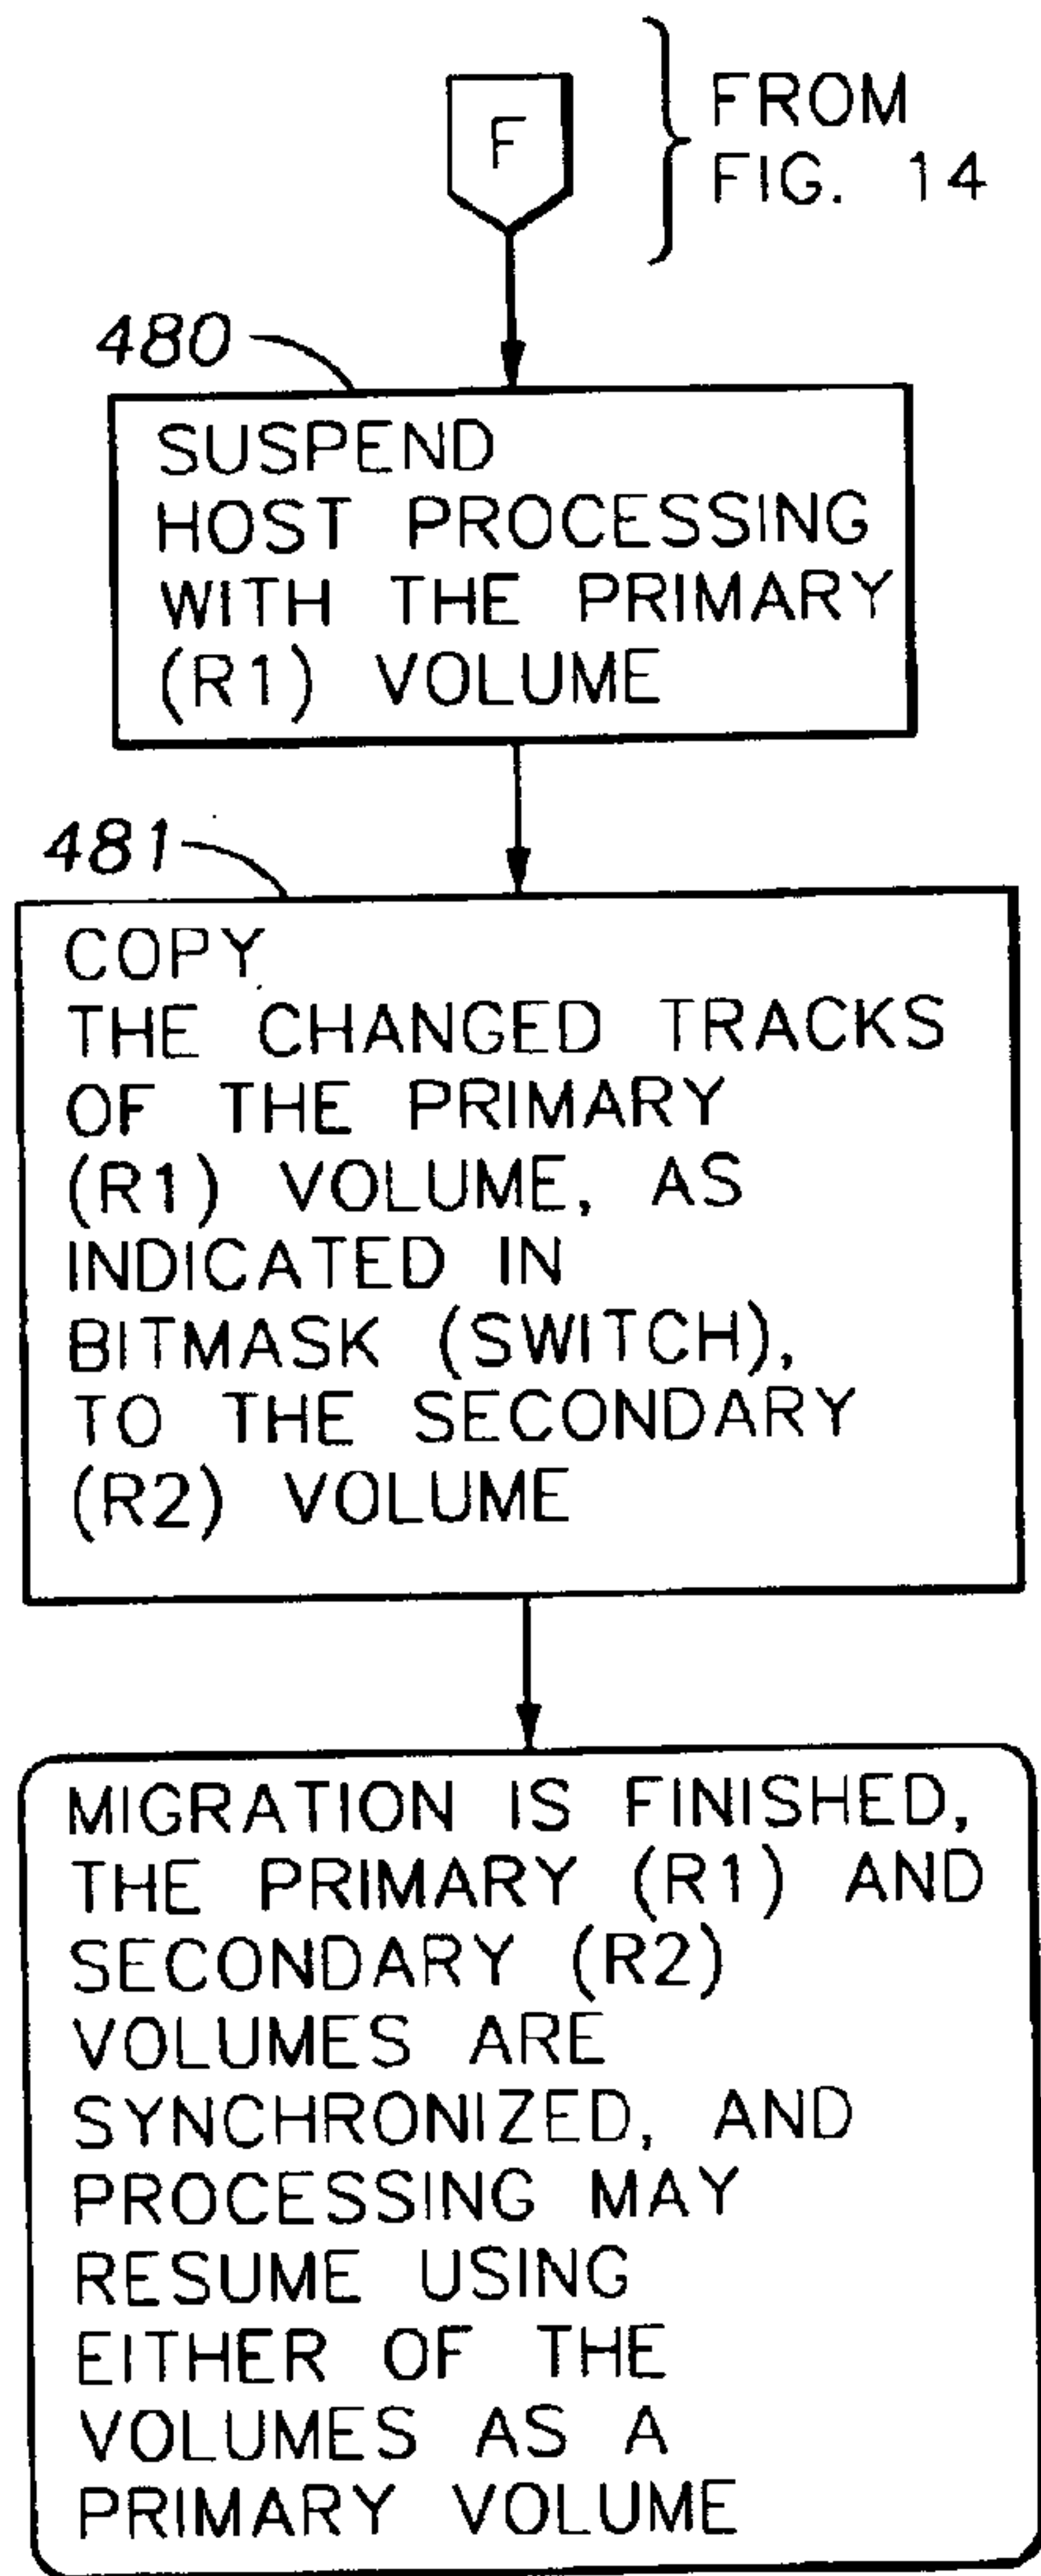 F
FROM
FIG. 14
480
SUSPEND
HOST PROCESSING
WITH THE PRIMARY
(R1) VOLUME
481
COPY
THE CHANGED TRACKS
OF THE PRIMARY
(R1) VOLUME, AS
INDICATED IN
BITMASK (SWITCH),
TO THE SECONDARY
(R2) VOLUME
MIGRATION IS FINISHED,
THE PRIMARY (R1) AND
SECONDARY (R2)
VOLUMES ARE
SYNCHRONIZED, AND
PROCESSING MAY
RESUME USING
EITHER OF THE
VOLUMES AS A
PRIMARY VOLUME